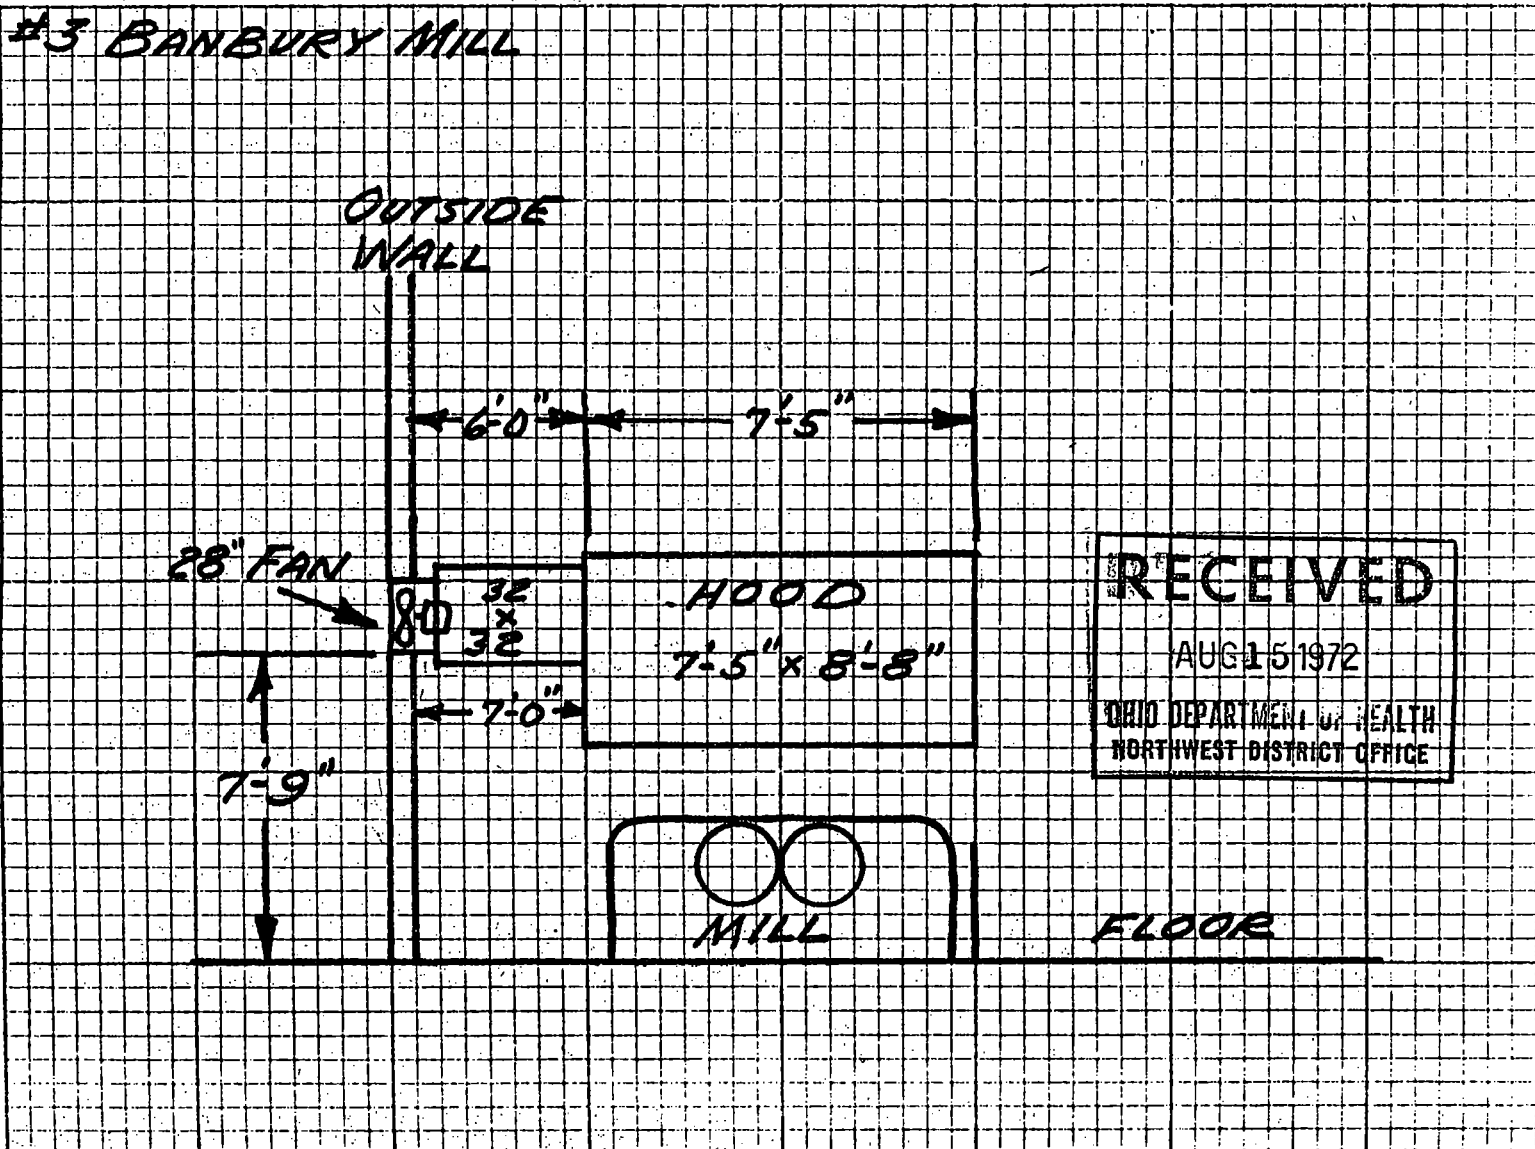 #3 BANBURY MILL
OUTSIDE
WALL
6'-0"
7'-5"
28" FAN
32
x
32
HOOD
7'-5" x 8'-8"
7'-0"
7'-9"
MILL
FLOOR
RECEIVED
AUG 15 1972
OHIO DEPARTMENT OF HEALTH
NORTHWEST DISTRICT OFFICE